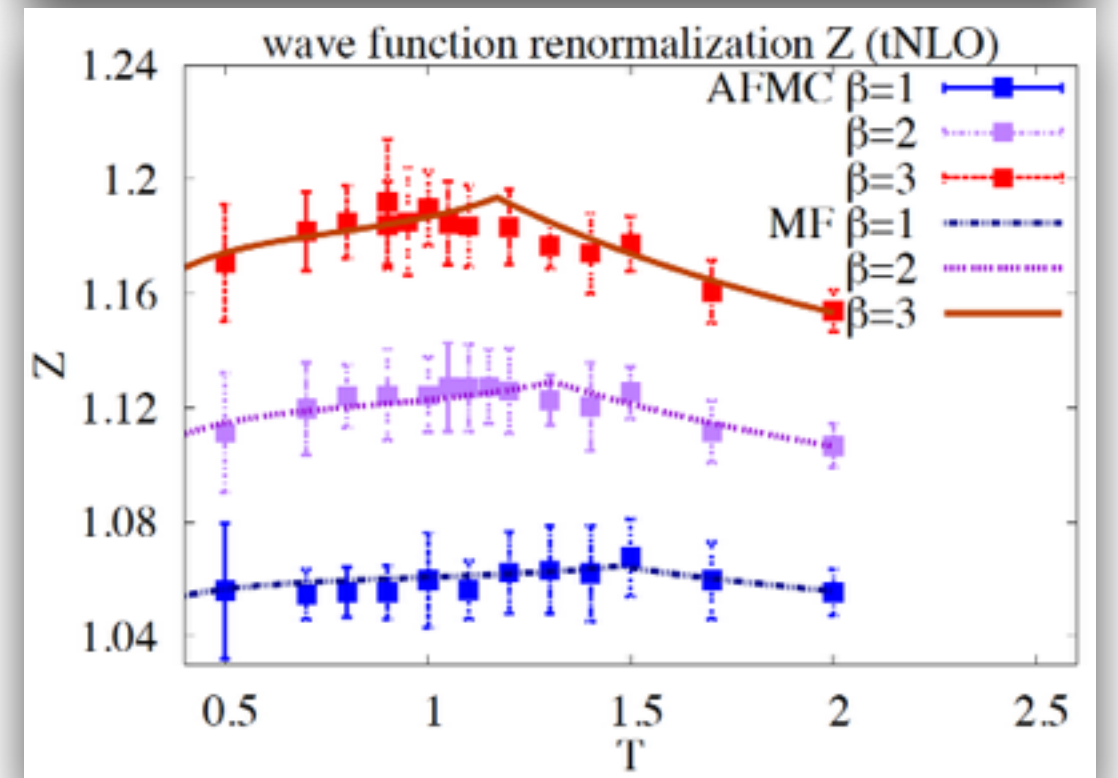 wave function renormalization Z (tNLO)
1.24
AFMC β=1
β=2
1.2
β=3
MF β=1
β=2
1.16
β=3
Z
1.12
1.08
1.04
0.5 1 1.5 2 2.5
T